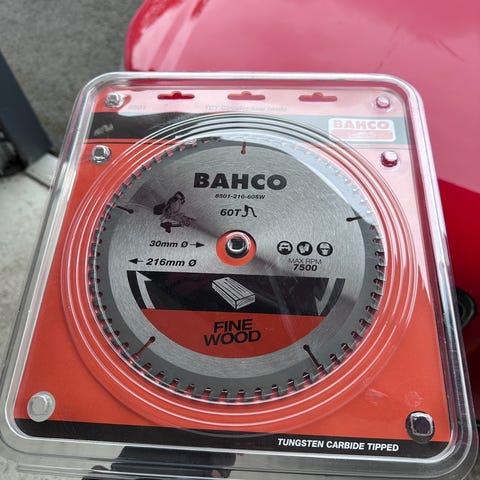 BAHCO
BAHCO
8501-216-60SW
60T
30mm Ø
216mm Ø
MAX RPM
7500
FINE
WOOD
TUNGSTEN CARBIDE TIPPED